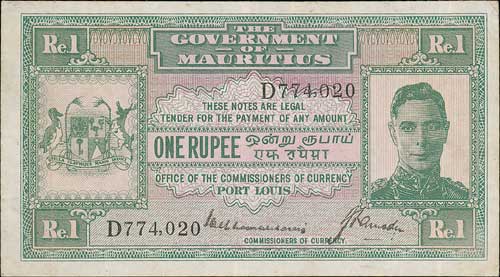 Re.1
THE
GOVERNMENT
OF
MAURITIUS
Re.1
D774,020
THESE NOTES ARE LEGAL
TENDER FOR THE PAYMENT OF ANY AMOUNT
ONE RUPEE ஒன்று ரூபாய்
एक रुपैया
OFFICE OF THE COMMISSIONERS OF CURRENCY
PORT LOUIS
Re.1
D774,020
COMMISSIONERS OF CURRENCY.
Re.1